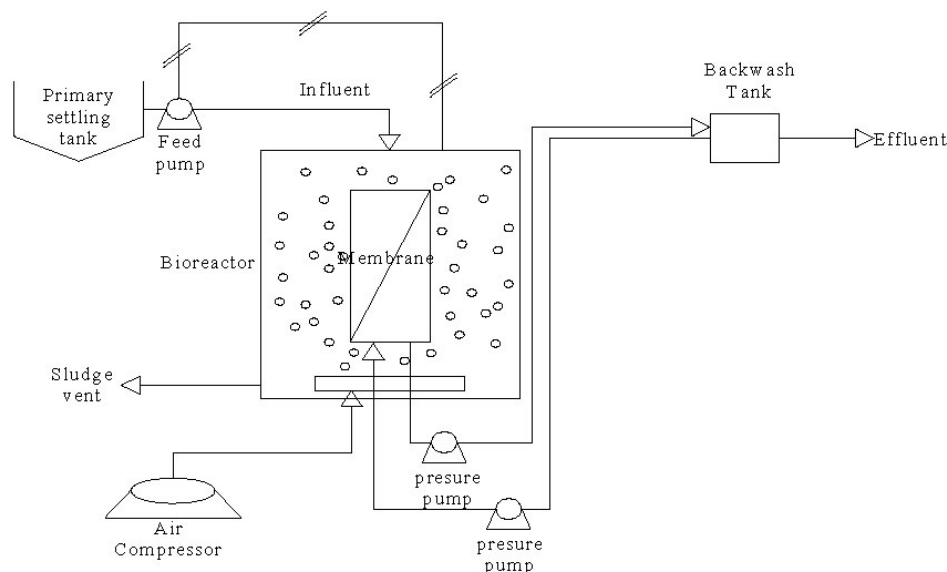 Primary
settling
tank
Feed
pump
Influent
Backwash
Tank
Effluent
Bioreactor
Membrane
Sludge
vent
Air
Compressor
presure
pump
presure
pump